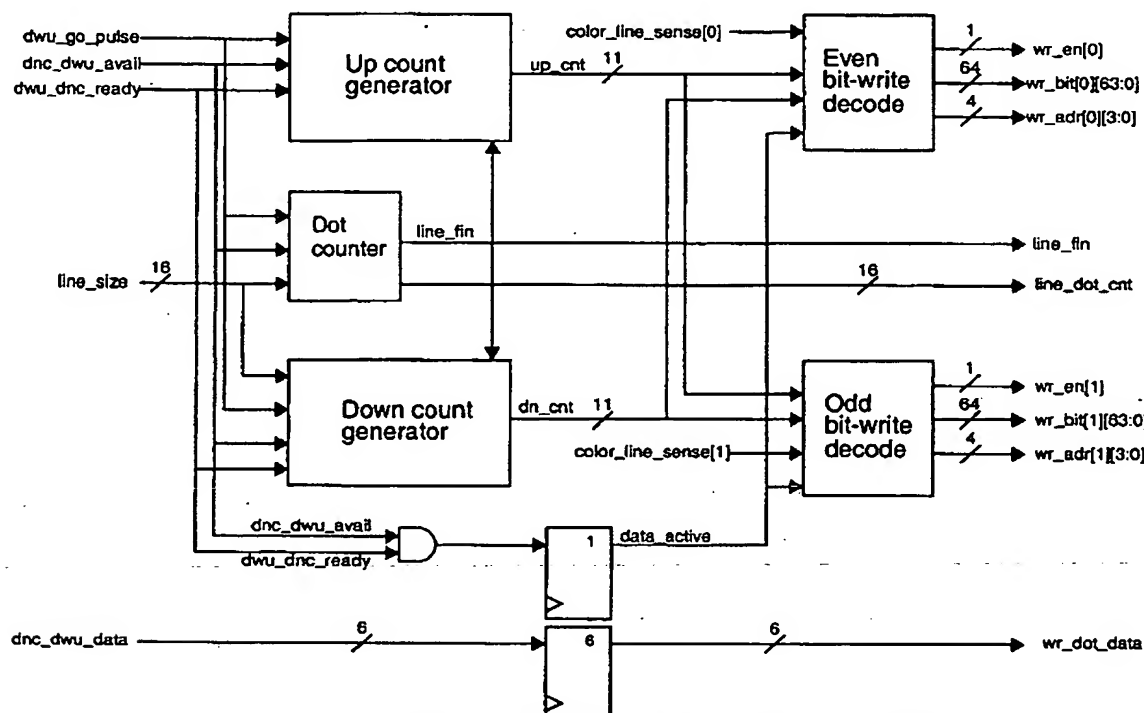 dwu_go_pulse
dnc_dwu_avail
dwu_dnc_ready
Up count
generator
up_cnt
11
color_line_sense[0]
Even
bit-write
decode
1
wr_en[0]
64
wr_bit[0][63:0]
4
wr_adr[0][3:0]
line_size
16
Dot
counter
line_fin
line_fin
16
line_dot_cnt
Down count
generator
dn_cnt
11
color_line_sense[1]
Odd
bit-write
decode
1
wr_en[1]
64
wr_bit[1][63:0]
4
wr_adr[1][3:0]
dnc_dwu_avail
dwu_dnc_ready
1
data_active
dnc_dwu_data
6
6
6
wr_dot_data